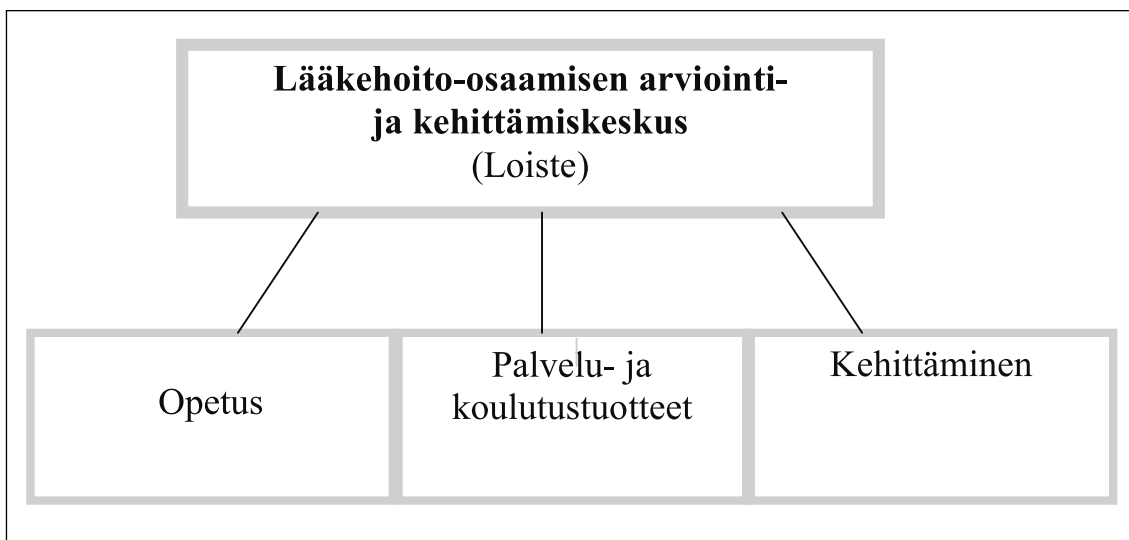 Lääkehoito-osaamisen arviointi-
ja kehittämiskeskus
(Loiste)
Opetus
Palvelu- ja
koulutustuotteet
Kehittäminen